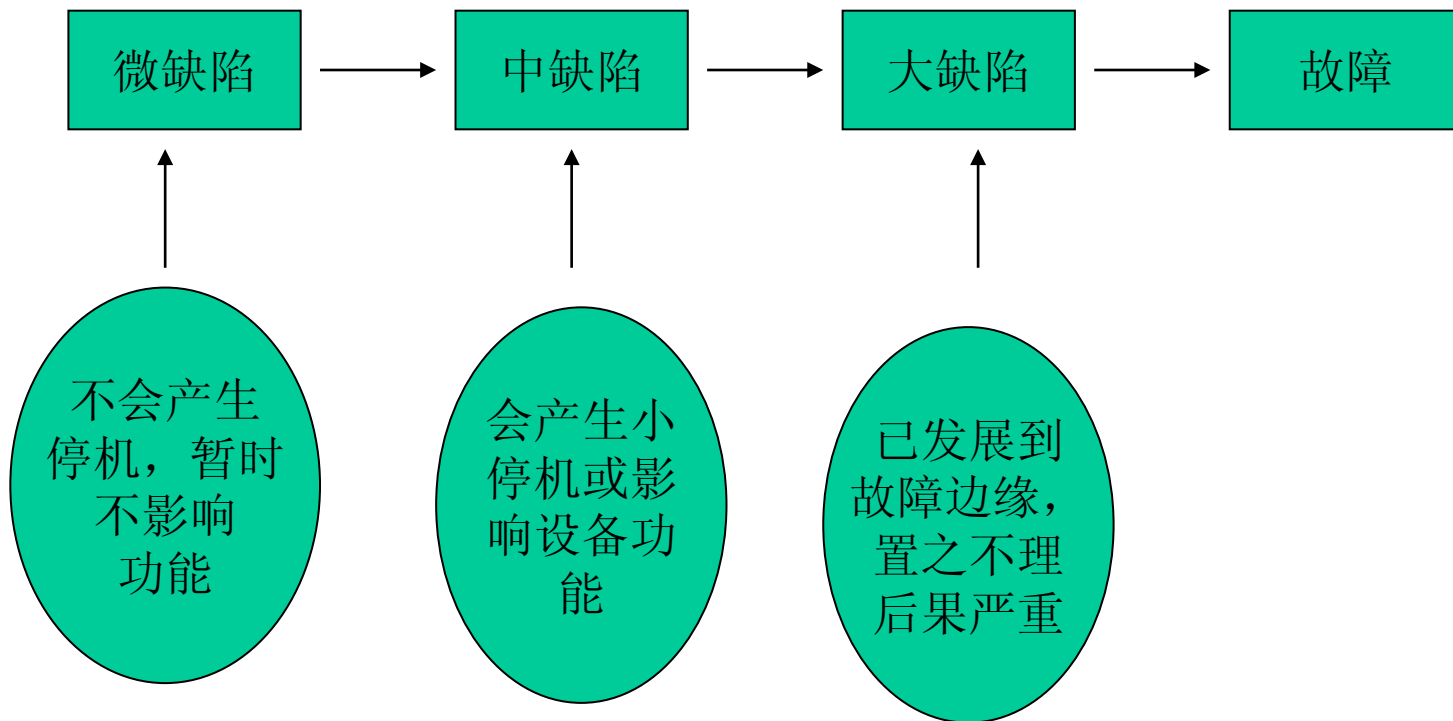 微缺陷
中缺陷
大缺陷
故障
不会产生
停机，暂时
不影响
功能
会产生小
停机或影
响设备功
能
已发展到
故障边缘，
置之不理
后果严重